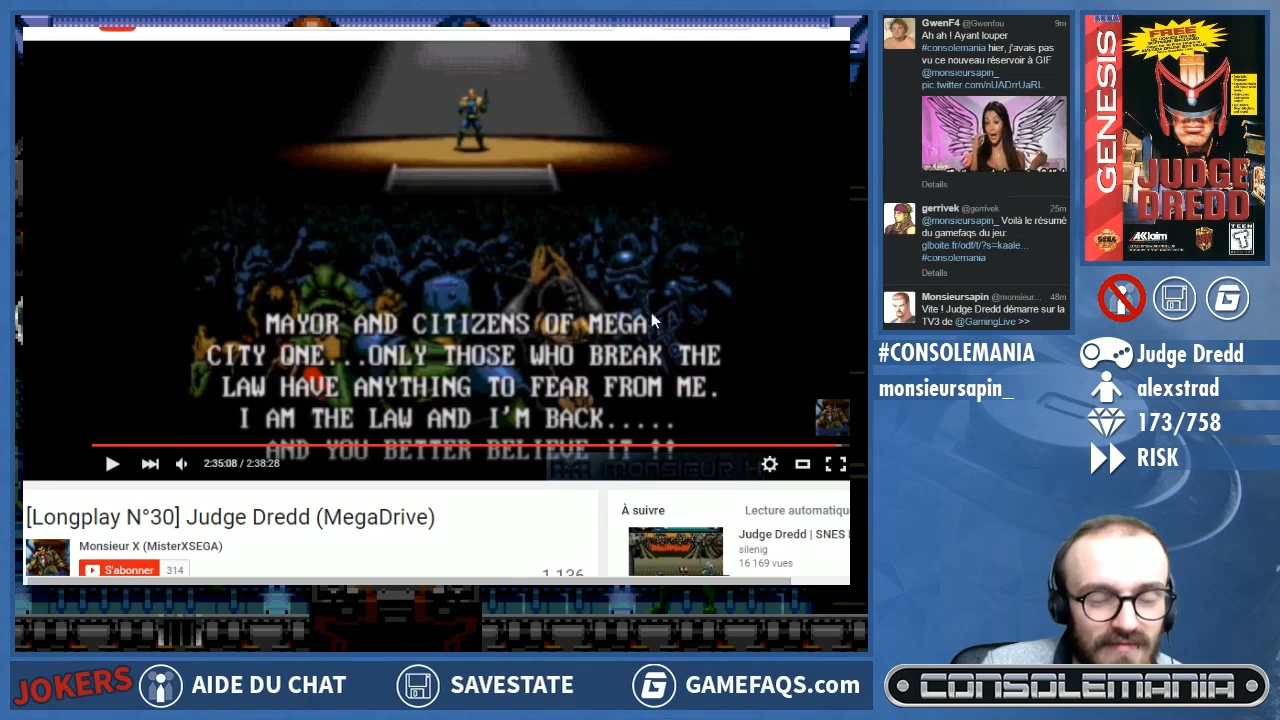 MAYOR AND CITIZENS OF MEGA
CITY ONE...ONLY THOSE WHO BREAK THE
LAW HAVE ANYTHING TO FEAR FROM ME.
I AM THE LAW AND I'M BACK.....
AND YOU BETTER BELIEVE IT !!
2:35:08 / 2:38:28
[Longplay N°30] Judge Dredd (MegaDrive)
Monsieur X (MisterXSEGA)
S'abonner 314
1 136
À suivre
Lecture automatiqu
Judge Dredd | SNES
silenig
16 169 vues
GwenF4 @Gwenfou 9m
Ah ah ! Ayant louper
#consolemania hier, j'avais pas
vu ce nouveau réservoir à GIF
@monsieursapin_
pic.twitter.com/nUADrrUaRL
Details
gerrivek @gerrivek 25m
@monsieursapin_ Voilà le résumé
du gamefaqs du jeu:
glboite.fr/odf/t/?s=kaale...
#consolemania
Details
Monsieursapin @monsieur... 48m
Vite ! Judge Dredd démarre sur la
TV3 de @GamingLive >>
FREE
GENESIS
JUDGE
DREDD
SEGA
AKklaim
TEEN
T
#CONSOLEMANIA
monsieursapin_
Judge Dredd
alexstrad
173/758
RISK
JOKERS
AIDE DU CHAT
SAVESTATE
GAMEFAQS.com
CONSOLEMANIA